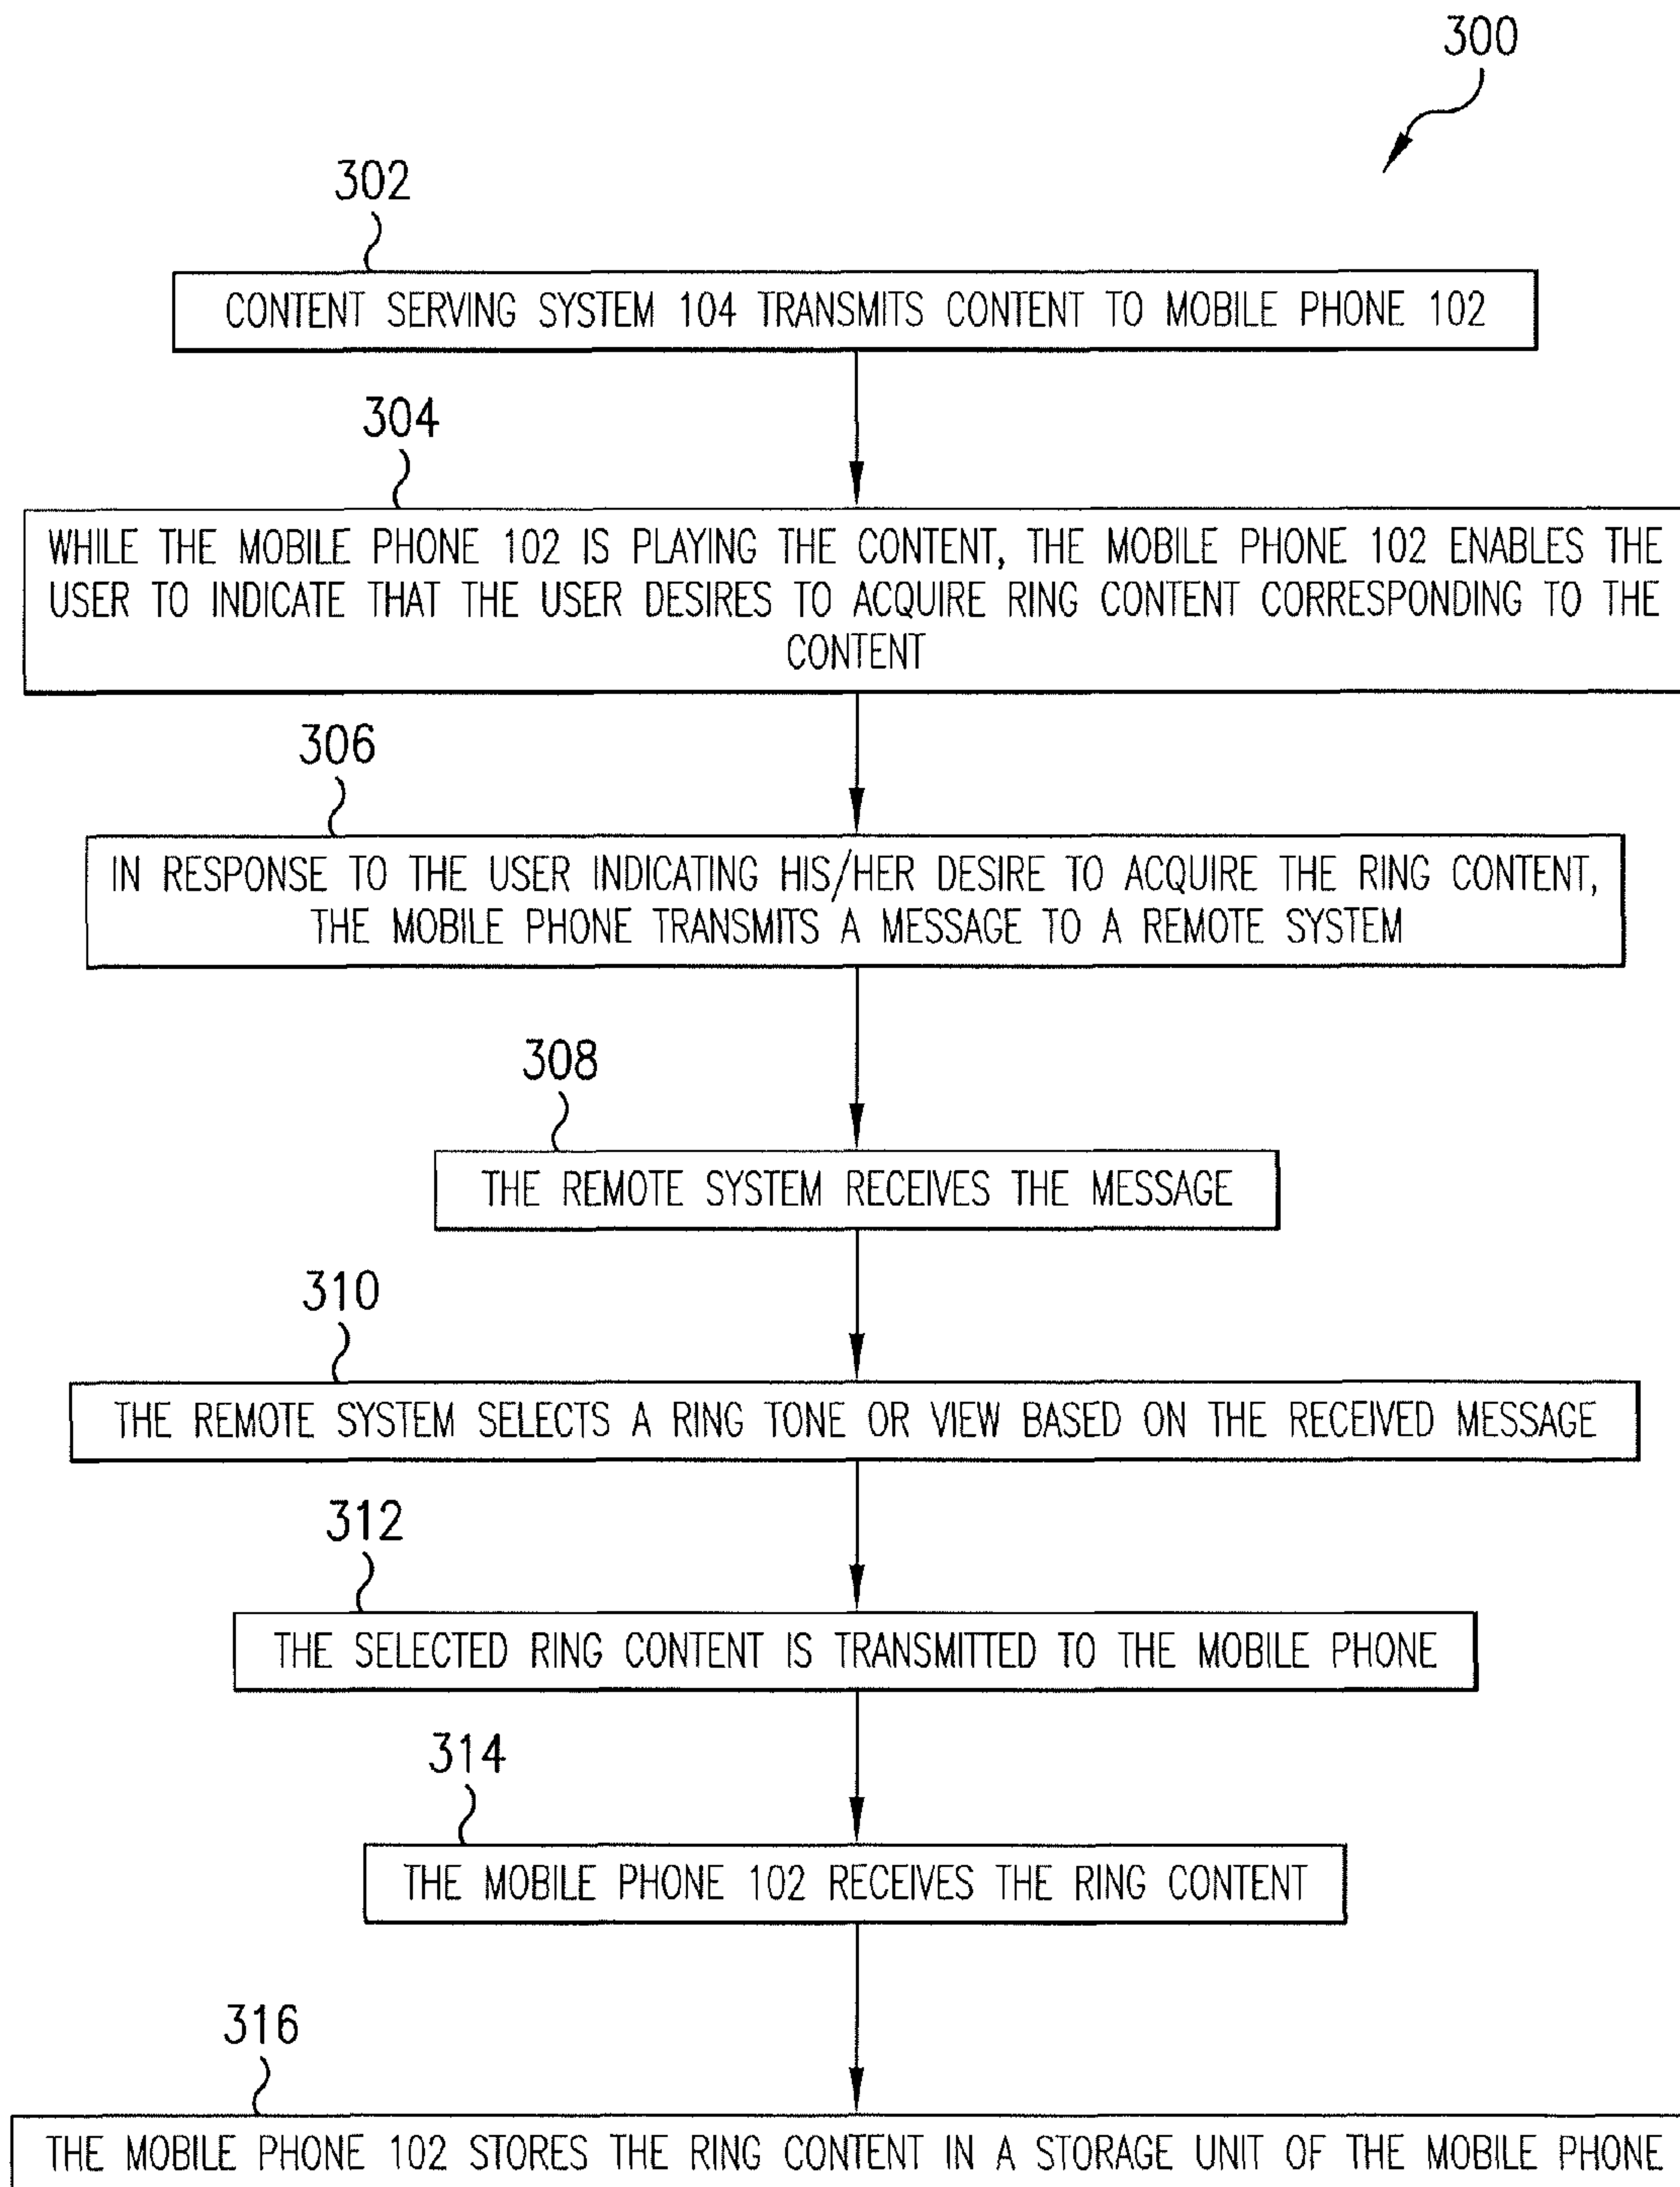 300
302
CONTENT SERVING SYSTEM 104 TRANSMITS CONTENT TO MOBILE PHONE 102
304
WHILE THE MOBILE PHONE 102 IS PLAYING THE CONTENT, THE MOBILE PHONE 102 ENABLES THE
USER TO INDICATE THAT THE USER DESIRES TO ACQUIRE RING CONTENT CORRESPONDING TO THE
CONTENT
306
IN RESPONSE TO THE USER INDICATING HIS/HER DESIRE TO ACQUIRE THE RING CONTENT,
THE MOBILE PHONE TRANSMITS A MESSAGE TO A REMOTE SYSTEM
308
THE REMOTE SYSTEM RECEIVES THE MESSAGE
310
THE REMOTE SYSTEM SELECTS A RING TONE OR VIEW BASED ON THE RECEIVED MESSAGE
312
THE SELECTED RING CONTENT IS TRANSMITTED TO THE MOBILE PHONE
314
THE MOBILE PHONE 102 RECEIVES THE RING CONTENT
316
THE MOBILE PHONE 102 STORES THE RING CONTENT IN A STORAGE UNIT OF THE MOBILE PHONE